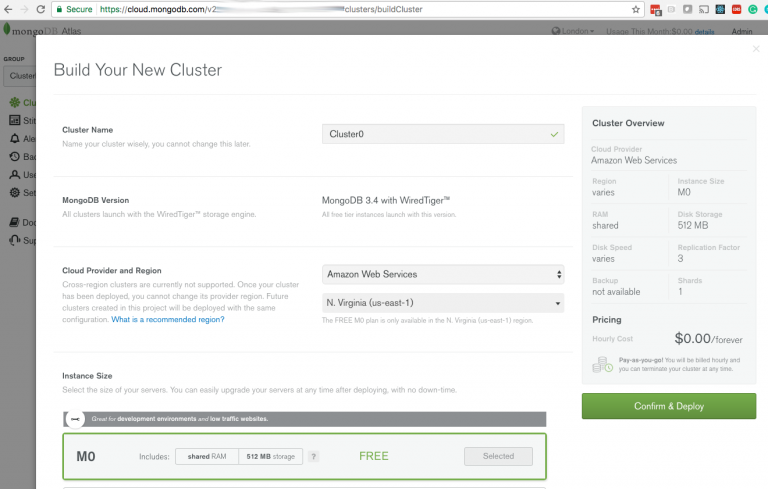 Secure https://cloud.mongodb.com/v2 clusters/buildCluster
mongoDB Atlas London Usage This Month:$0.00 details Admin
GROUP
Cluster
Build Your New Cluster
Cluster Name
Name your cluster wisely, you cannot change this later.
Cluster0
MongoDB Version
All clusters launch with the WiredTiger™ storage engine.
MongoDB 3.4 with WiredTiger™
All free tier instances launch with this version.
Cloud Provider and Region
Cross-region clusters are currently not supported. Once your cluster
has been deployed, you cannot change its provider region. Future
clusters created in this project will be deployed with the same
configuration. What is a recommended region?
Amazon Web Services
N. Virginia (us-east-1)
The FREE M0 plan is only available in the N. Virginia (us-east-1) region.
Instance Size
Select the size of your servers. You can easily upgrade your servers at any time after deploying, with no down-time.
Great for development environments and low traffic websites.
M0 Includes: shared RAM 512 MB storage ? FREE Selected
Cluster Overview
Cloud Provider
Amazon Web Services
Region Instance Size
varies M0
RAM Disk Storage
shared 512 MB
Disk Speed Replication Factor
varies 3
Backup Shards
not available 1
Pricing
Hourly Cost $0.00/forever
Pay-as-you-go! You will be billed hourly and
you can terminate your cluster at any time.
Confirm & Deploy
Clu
Stit
Ale
Bac
Use
Set
Doc
Sup